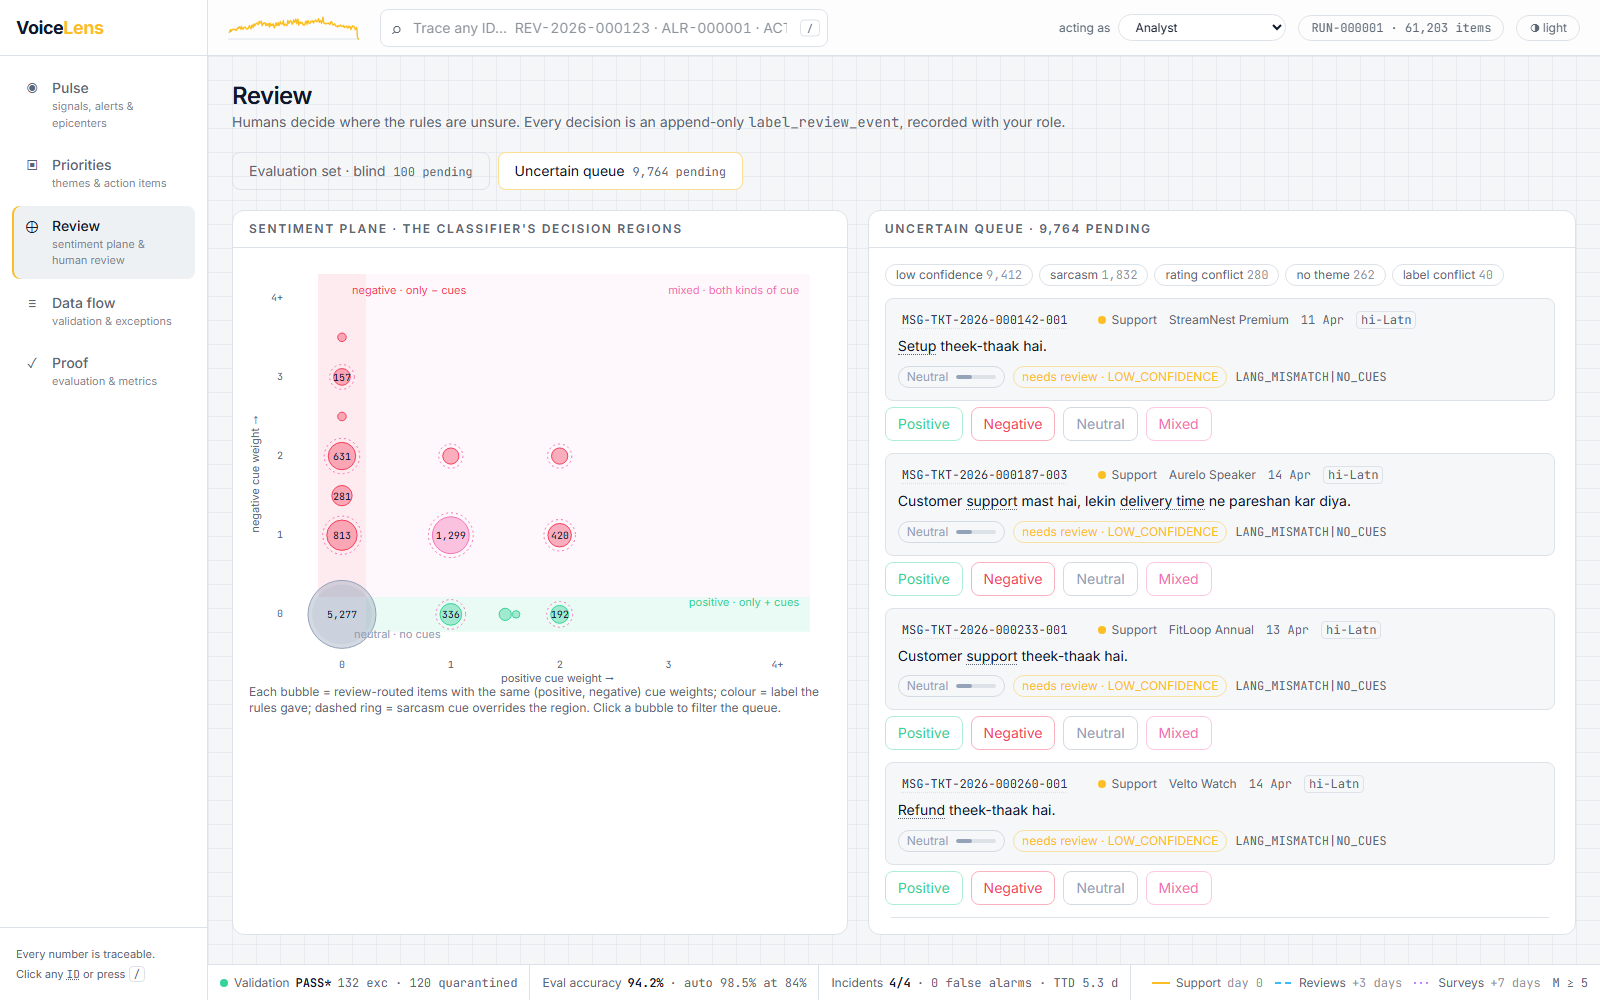 VoiceLens
Trace any ID... REV-2026-000123 · ALR-000001 · ACT /
acting as Analyst RUN-000001 · 61,203 items light
Pulse
signals, alerts &
epicenters
Priorities
themes & action items
Review
sentiment plane &
human review
Data flow
validation & exceptions
Proof
evaluation & metrics
Every number is traceable.
Click any ID or press /
Review
Humans decide where the rules are unsure. Every decision is an append-only label_review_event, recorded with your role.
Evaluation set · blind 100 pending
Uncertain queue 9,764 pending
SENTIMENT PLANE · THE CLASSIFIER'S DECISION REGIONS
negative · only − cues
mixed · both kinds of cue
4+
3
2
1
0
negative cue weight →
157
631
281
813
1,299
420
5,277
336
192
positive · only + cues
neutral · no cues
0 1 2 3 4+
positive cue weight →
Each bubble = review-routed items with the same (positive, negative) cue weights; colour = label the
rules gave; dashed ring = sarcasm cue overrides the region. Click a bubble to filter the queue.
UNCERTAIN QUEUE · 9,764 PENDING
low confidence 9,412 sarcasm 1,832 rating conflict 280 no theme 262 label conflict 40
MSG-TKT-2026-000142-001 Support StreamNest Premium 11 Apr hi-Latn
Setup theek-thaak hai.
Neutral needs review · LOW_CONFIDENCE LANG_MISMATCH|NO_CUES
Positive Negative Neutral Mixed
MSG-TKT-2026-000187-003 Support Aurelo Speaker 14 Apr hi-Latn
Customer support mast hai, lekin delivery time ne pareshan kar diya.
Neutral needs review · LOW_CONFIDENCE LANG_MISMATCH|NO_CUES
Positive Negative Neutral Mixed
MSG-TKT-2026-000233-001 Support FitLoop Annual 13 Apr hi-Latn
Customer support theek-thaak hai.
Neutral needs review · LOW_CONFIDENCE LANG_MISMATCH|NO_CUES
Positive Negative Neutral Mixed
MSG-TKT-2026-000260-001 Support Velto Watch 14 Apr hi-Latn
Refund theek-thaak hai.
Neutral needs review · LOW_CONFIDENCE LANG_MISMATCH|NO_CUES
Positive Negative Neutral Mixed
Validation PASS* 132 exc · 120 quarantined
Eval accuracy 94.2% · auto 98.5% at 84%
Incidents 4/4 · 0 false alarms · TTD 5.3 d
Support day 0 Reviews +3 days Surveys +7 days M ≥ 5